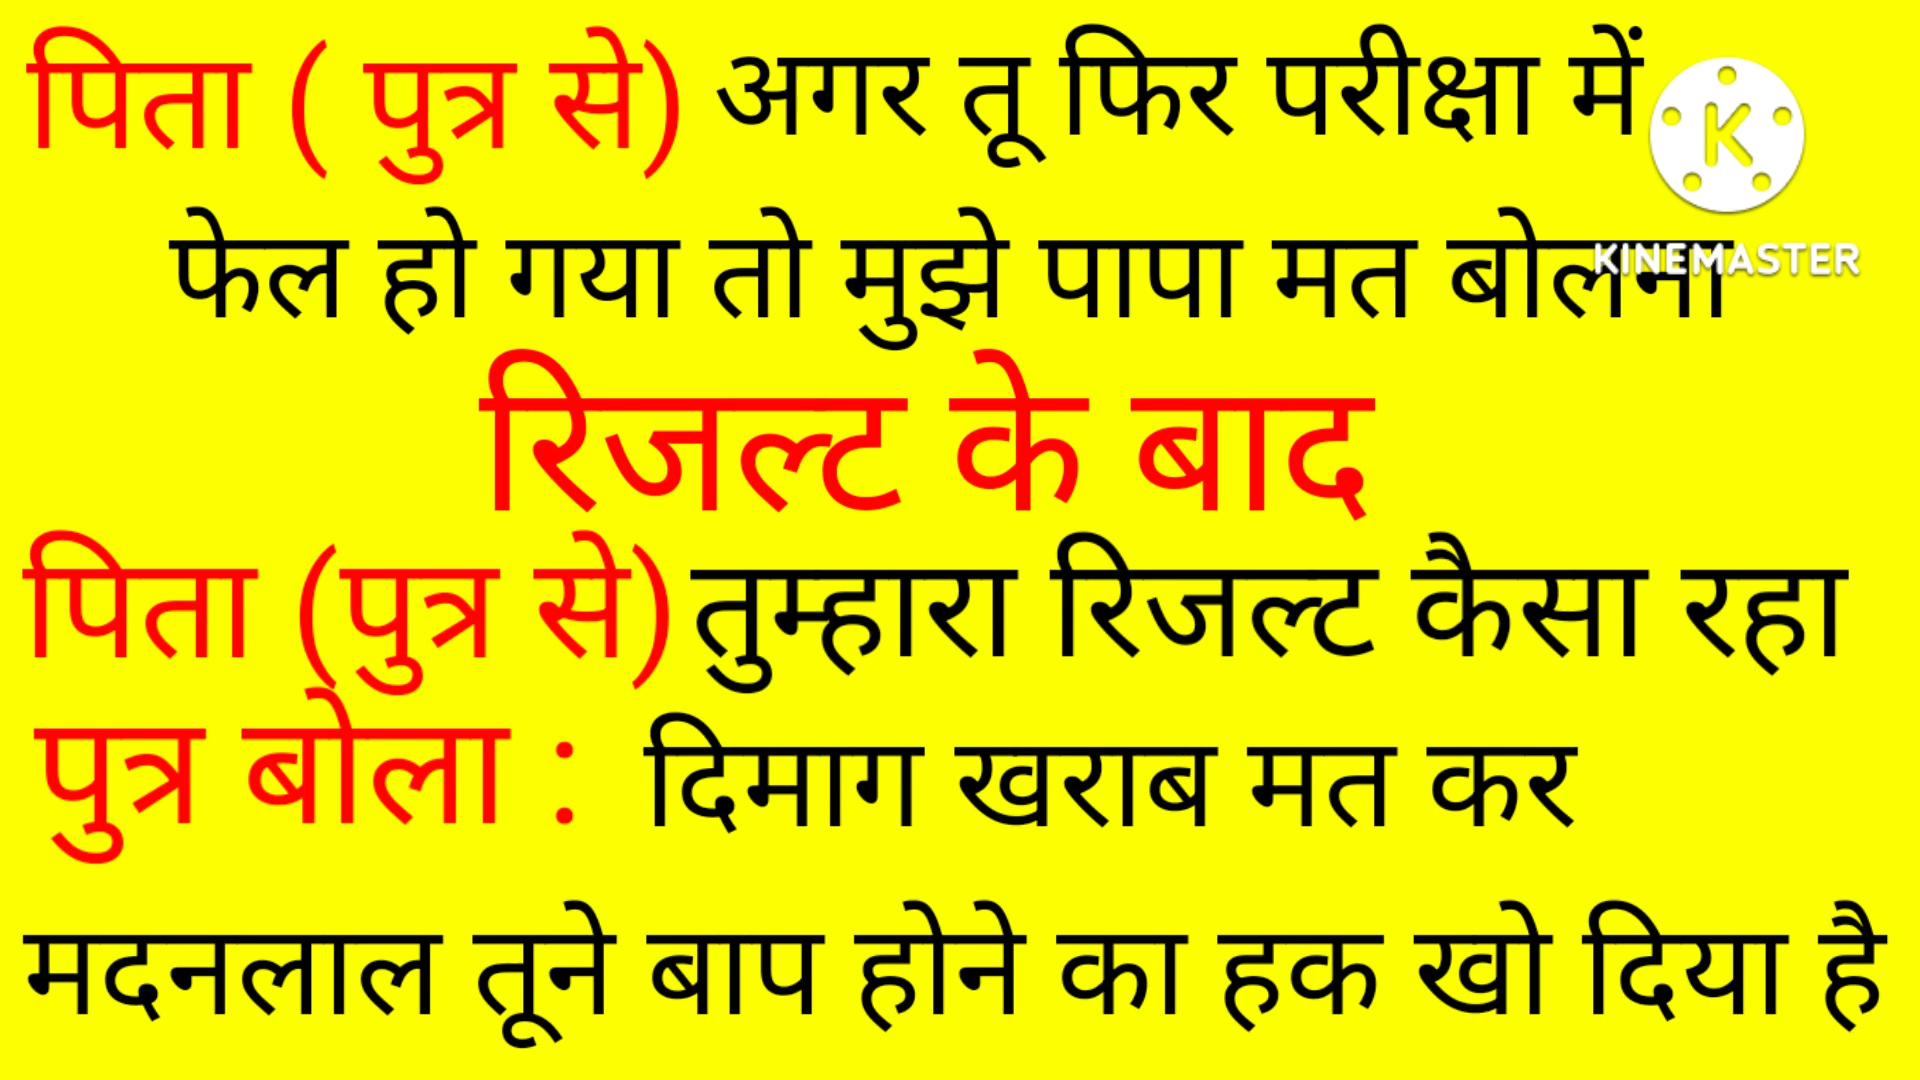 पिता ( पुत्र से) अगर तू फिर परीक्षा में
फेल हो गया तो मुझे पापा मत बोलना
KINEMASTER
रिजल्ट के बाद
पिता (पुत्र से) तुम्हारा रिजल्ट कैसा रहा
पुत्र बोला : दिमाग खराब मत कर
मदनलाल तूने बाप होने का हक खो दिया है